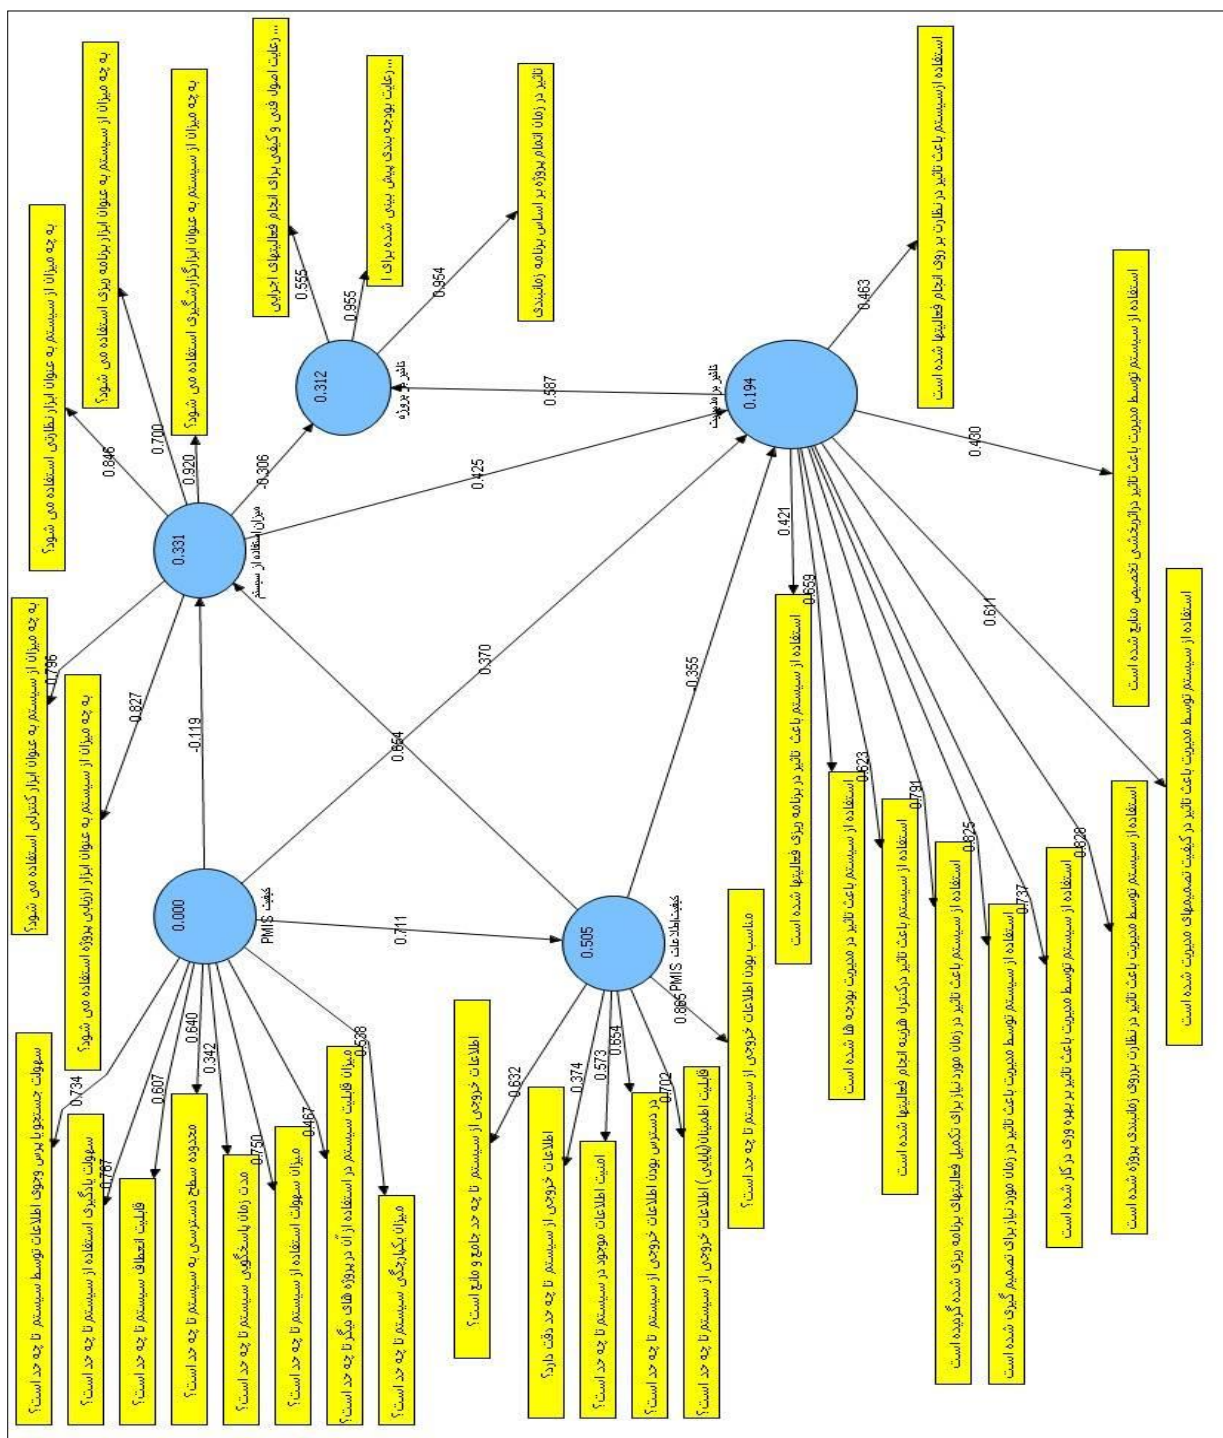 به چه میزان از سیستم به عنوان ابزار کنترلی استفاده می شود؟
به چه میزان از سیستم به عنوان ابزار نظارتی استفاده می شود؟
به چه میزان از سیستم به عنوان ابزار ارزیابی پروژه استفاده می شود؟
به چه میزان از سیستم به عنوان ابزار برنامه ریزی استفاده می شود؟
به چه میزان از سیستم به عنوان ابزارگزارشگیری استفاده می شود؟
0.796
0.846
0.827
0.700
0.920
0.331
میزان استفاده از سیستم
رعایت اصول فنی و کیفی برای انجام فعالیتهای اجرایی ...
رعایت بودجه بندی پیش بینی شده برای ا...
تاثیر در زمان اتمام پروژه بر اساس برنامه زمانبندی
0.555
0.955
0.954
0.312
تاثیر بر پروژه
-0.306
-0.119
0.425
0.587
0.664
0.370
-0.355
0.711
0.000
کیفیت PMIS
0.734
0.767
0.607
0.640
0.342
0.750
0.467
0.538
سهولت جستجو یا پرس وجوی اطلاعات توسط سیستم تا چه حد است؟
سهولت یادگیری استفاده از سیستم تا چه حد است؟
قابلیت انعطاف سیستم تا چه حد است؟
محدوده سطح دسترسی به سیستم تا چه حد است؟
مدت زمان پاسخگویی سیستم تا چه حد است؟
میزان سهولت استفاده از سیستم تا چه حد است؟
میزان قابلیت سیستم در استفاده از آن درپروژه های دیگر تا چه حد است؟
میزان یکپارچگی سیستم تا چه حد است؟
0.505
کیفیت اطلاعات PMIS
0.632
0.374
0.573
0.654
0.702
0.865
اطلاعات خروجی از سیستم تا چه حد جامع و مانع است؟
اطلاعات خروجی از سیستم تا چه حد دقت دارد؟
امنیت اطلاعات موجود در سیستم تا چه حد است؟
در دسترس بودن اطلاعات خروجی از سیستم تا چه حد است؟
قابلیت اطمینان(پایایی) اطلاعات خروجی از سیستم تا چه حد است؟
مناسب بودن اطلاعات خروجی از سیستم تا چه حد است؟
0.194
تاثیر بر مدیریت
0.421
0.659
0.623
0.791
0.825
0.737
0.828
0.611
0.430
0.463
استفاده از سیستم باعث تاثیر در برنامه ریزی فعالیتها شده است
استفاده از سیستم باعث تاثیر در مدیریت بودجه ها شده است
استفاده از سیستم باعث تاثیر درکنترل هزینه انجام فعالیتها شده است
استفاده از سیستم باعث تاثیر در زمان مورد نیاز برای تکمیل فعالیتهای برنامه ریزی شده گردیده است
استفاده از سیستم توسط مدیریت باعث تاثیر در زمان مورد نیاز برای تصمیم گیری شده است
استفاده از سیستم توسط مدیریت باعث تاثیر بر بهره وری در کار شده است
استفاده از سیستم توسط مدیریت باعث تاثیر در نظارت برروی زمانبندی پروژه شده است
استفاده از سیستم توسط مدیریت باعث تاثیر در کیفیت تصمیمهای مدیریت شده است
استفاده از سیستم توسط مدیریت باعث تاثیر دراثربخشی تخصیص منابع شده است
استفاده ازسیستم باعث تاثیر در نظارت بر روی انجام فعالیتها شده است